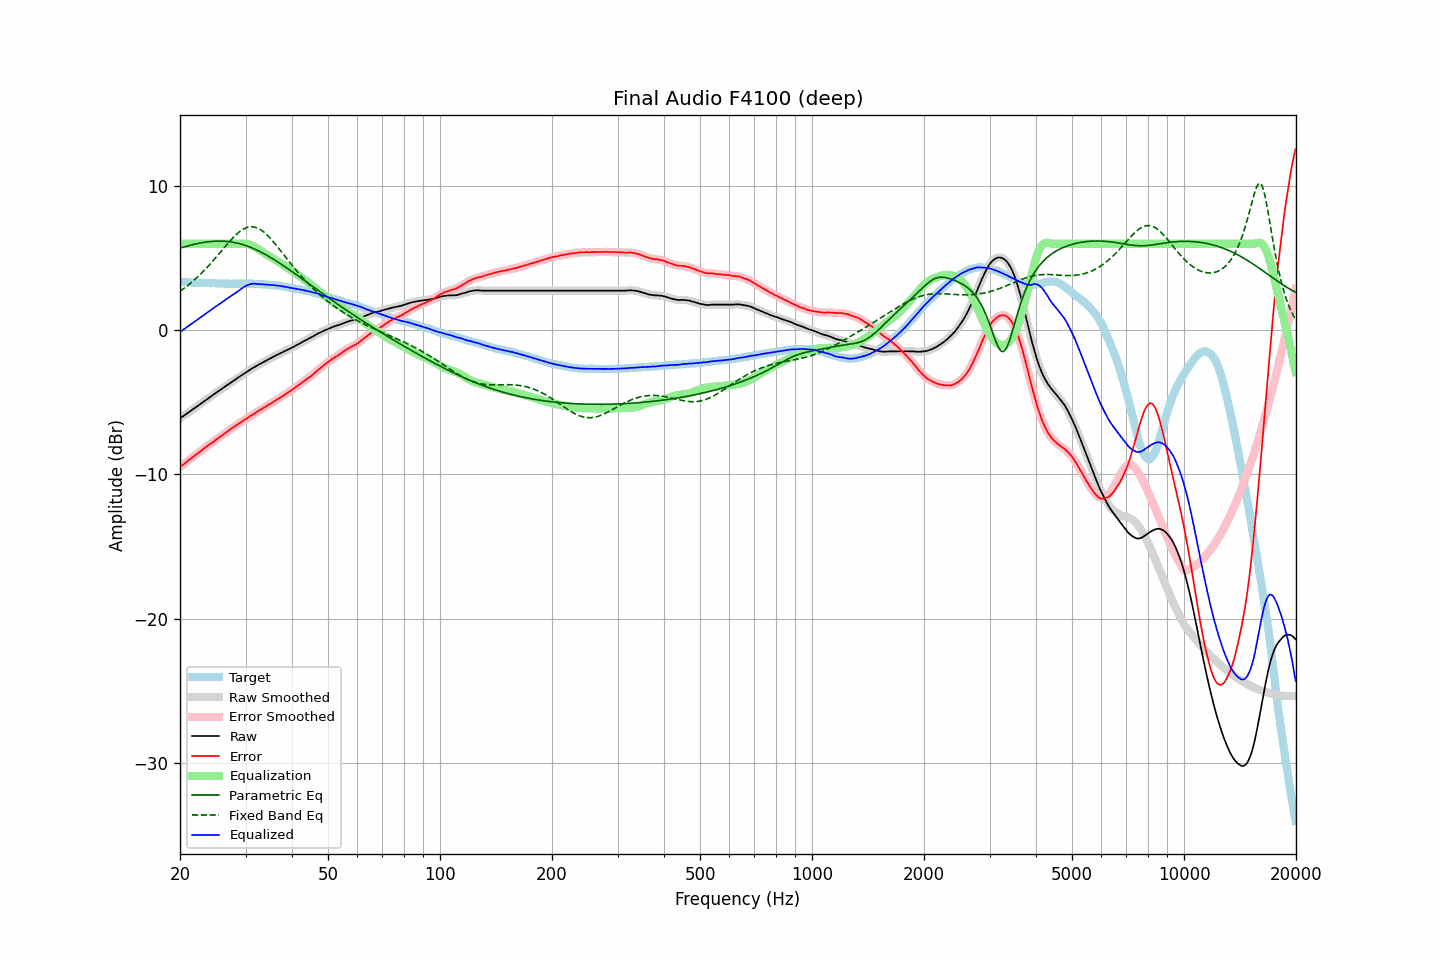 Final Audio F4100 (deep)
Amplitude (dBr)
10
0
−10
−20
−30
Target
Raw Smoothed
Error Smoothed
Raw
Error
Equalization
Parametric Eq
Fixed Band Eq
Equalized
20 50 100 200 500 1000 2000 5000 10000 20000
Frequency (Hz)